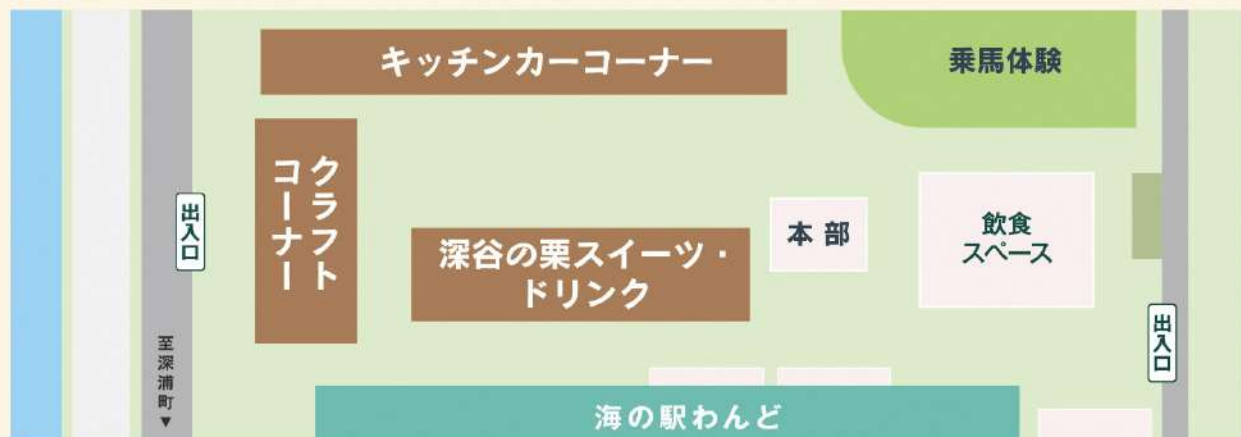 キッチンカーコーナー
乗馬体験
クラフト
コーナー
出入口
本部
飲食
スペース
深谷の栗スイーツ・
ドリンク
出入口
至深浦町▼
海の駅わんど